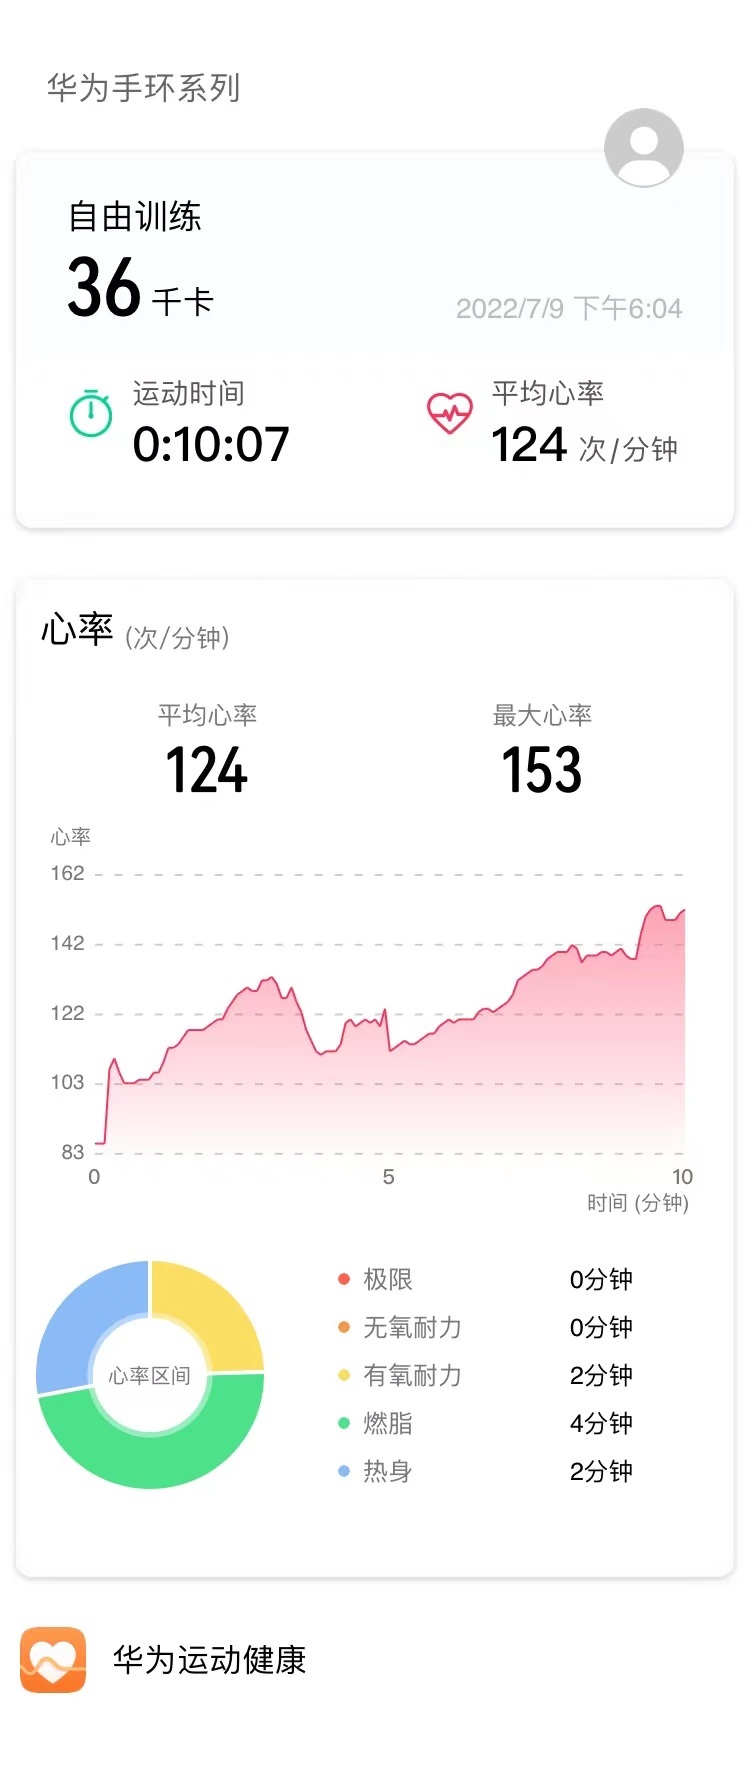 华为手环系列
自由训练
36 千卡
2022/7/9 下午6:04
运动时间
0:10:07
平均心率
124 次/分钟
心率 (次/分钟)
平均心率
124
最大心率
153
心率
162
142
122
103
83
0 5 10
时间 (分钟)
心率区间
极限 0分钟
无氧耐力 0分钟
有氧耐力 2分钟
燃脂 4分钟
热身 2分钟
华为运动健康